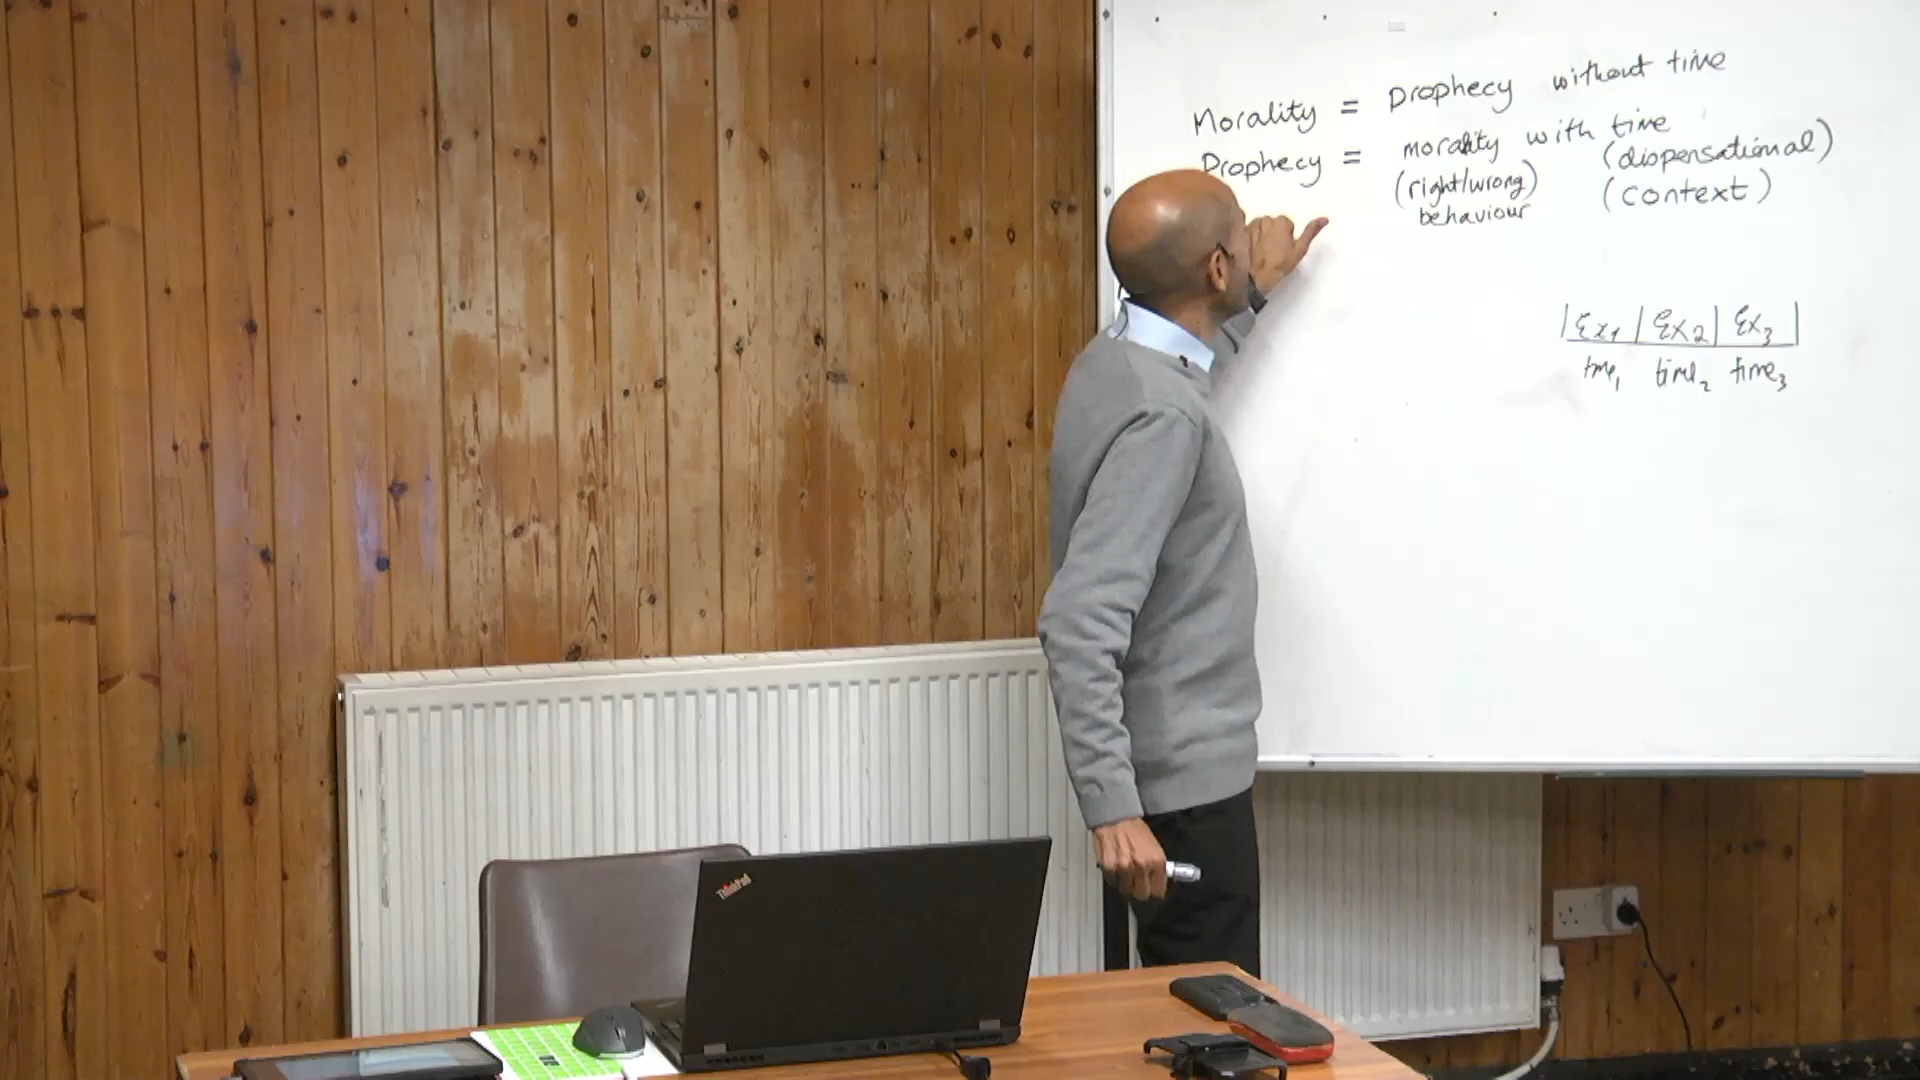 Morality = prophecy without time
Prophecy = morality with time
(right/wrong) (dispensational)
behaviour (context)
|Ex1|Ex2|Ex3|
time1 time2 time3
ThinkPad